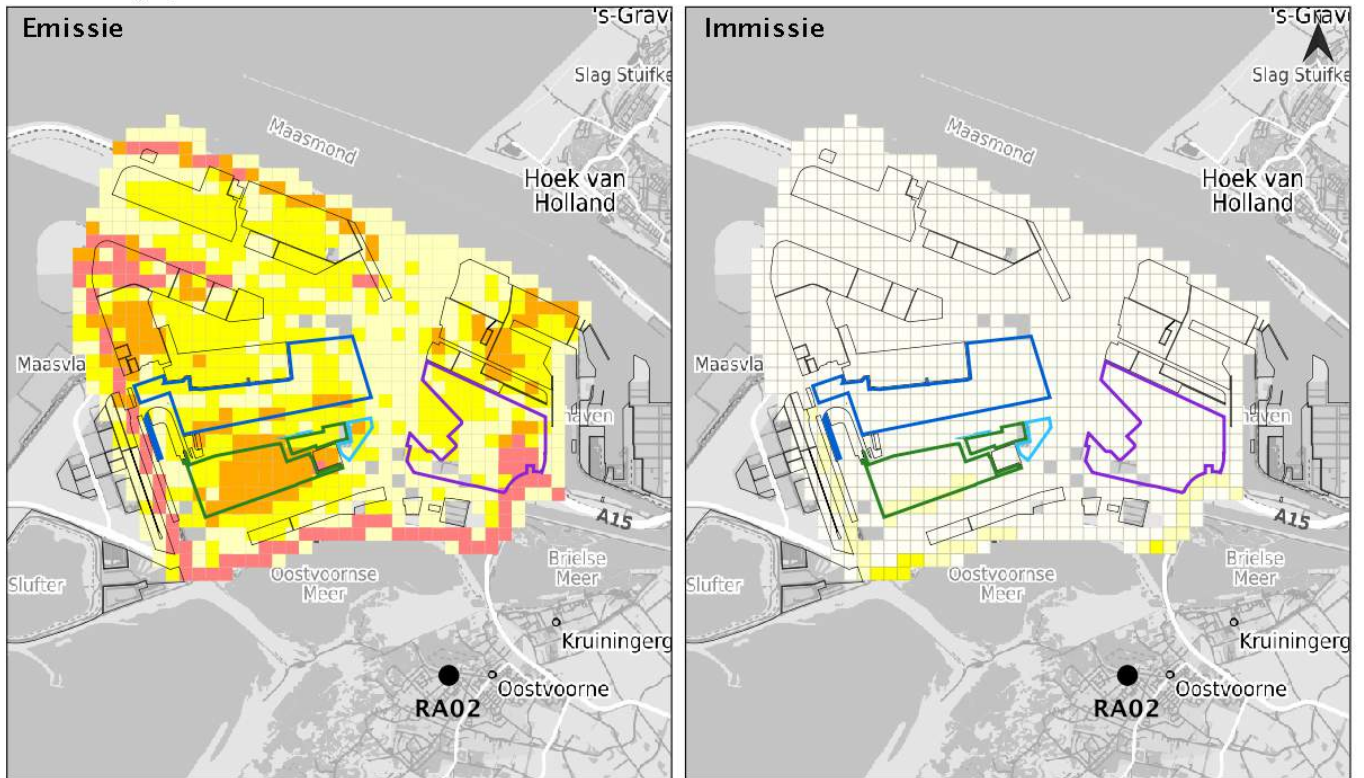 Emissie
's-Grav
Slag Stuifke
Maasmond
Hoek van
Holland
Maasvla
haven
A15
Slufter
Oostvoornse
Meer
Brielse
Meer
Kruiningerg
Oostvoorne
RA02
Immissie
's-Grav
Slag Stuifke
Maasmond
Hoek van
Holland
Maasvla
haven
A15
Slufter
Oostvoornse
Meer
Brielse
Meer
Kruiningerg
Oostvoorne
RA02